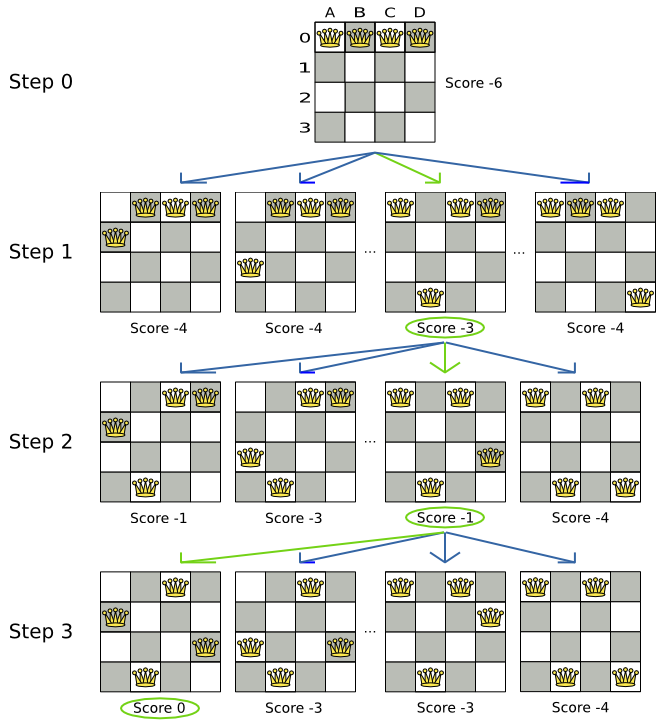 A B C D
0
1
2
3
Step 0
Score -6
Step 1
...
...
Score -4
Score -4
Score -3
Score -4
Step 2
...
Score -1
Score -3
Score -1
Score -4
Step 3
...
Score 0
Score -3
Score -3
Score -4